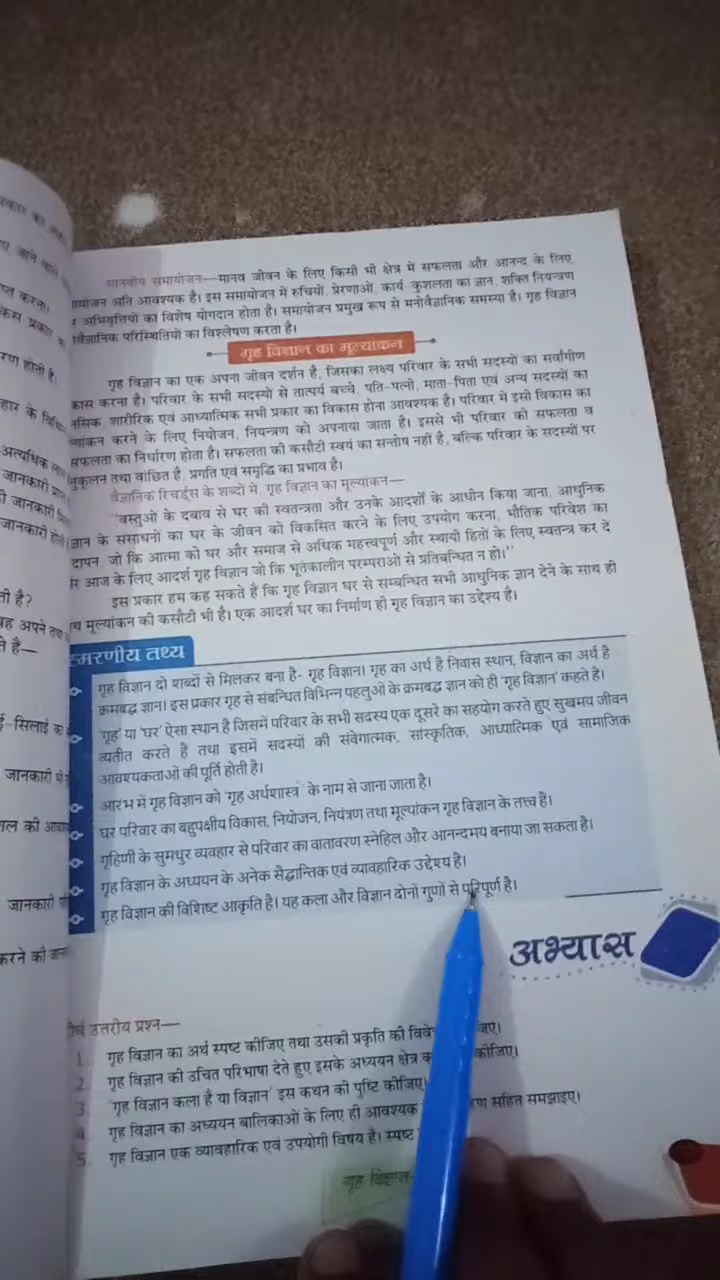 मानवीय समायोजन—मानव जीवन के लिए किसी भी क्षेत्र में सफलता और आनन्द के लिए
अति आवश्यक है। इस समायोजन में रुचियों, प्रेरणाओं, कार्य-कुशलता का ज्ञान, शक्ति नियन्त्रण
अभिवृत्तियों का विशेष योगदान होता है। समायोजन प्रमुख रूप से मनोवैज्ञानिक समस्या है। गृह विज्ञान
परिस्थितियों का विश्लेषण करता है।
गृह विज्ञान का मूल्यांकन
गृह विज्ञान का एक अपना जीवन दर्शन है, जिसका लक्ष्य परिवार के सभी सदस्यों का सर्वांगीण
करना है। परिवार के सभी सदस्यों से तात्पर्य बच्चे, पति-पत्नी, माता-पिता एवं अन्य सदस्यों का
शारीरिक एवं आध्यात्मिक सभी प्रकार का विकास होना आवश्यक है। परिवार में इसी विकास का
करने के लिए नियोजन, नियन्त्रण को अपनाया जाता है। इससे भी परिवार की सफलता व
का निर्धारण होता है। सफलता की कसौटी स्वयं का सन्तोष नहीं है, बल्कि परिवार के सदस्यों पर
तथा वांछित है, प्रगति एवं समृद्धि का प्रभाव है।
वैज्ञानिक रिचर्ड्स के शब्दों में, गृह विज्ञान का मूल्यांकन—
"वस्तुओं के दबाव से घर की स्वतन्त्रता और उनके आदर्शों के आधीन किया जाना, आधुनिक
के संसाधनों का घर के जीवन को विकसित करने के लिए उपयोग करना, भौतिक परिवेश का
जो कि आत्मा को घर और समाज से अधिक महत्त्वपूर्ण और स्थायी हितों के लिए स्वतन्त्र कर दें
आज के लिए आदर्श गृह विज्ञान जो कि भूतकालीन परम्पराओं से प्रतिबन्धित न हो।"
इस प्रकार हम कह सकते हैं कि गृह विज्ञान घर से सम्बन्धित सभी आधुनिक ज्ञान देने के साथ ही
मूल्यांकन की कसौटी भी है। एक आदर्श घर का निर्माण ही गृह विज्ञान का उद्देश्य है।
स्मरणीय तथ्य
गृह विज्ञान दो शब्दों से मिलकर बना है- गृह विज्ञान। गृह का अर्थ है निवास स्थान, विज्ञान का अर्थ है
क्रमबद्ध ज्ञान। इस प्रकार गृह से संबन्धित विभिन्न पहलुओं के क्रमबद्ध ज्ञान को ही 'गृह विज्ञान' कहते है।
'गृह' या 'घर' ऐसा स्थान है जिसमें परिवार के सभी सदस्य एक दूसरे का सहयोग करते हुए सुखमय जीवन
व्यतीत करते हैं तथा इसमें सदस्यों की संवेगात्मक, सांस्कृतिक, आध्यात्मिक एवं सामाजिक
आवश्यकताओं की पूर्ति होती है।
आरंभ में गृह विज्ञान को 'गृह अर्थशास्त्र' के नाम से जाना जाता है।
घर परिवार का बहुपक्षीय विकास, नियोजन, नियंत्रण तथा मूल्यांकन गृह विज्ञान के तत्त्व है।
गृहिणी के सुमधुर व्यवहार से परिवार का वातावरण स्नेहिल और आनन्दमय बनाया जा सकता है।
गृह विज्ञान के अध्ययन के अनेक सैद्धान्तिक एवं व्यावहारिक उद्देश्य है।
गृह विज्ञान की विशिष्ट आकृति है। यह कला और विज्ञान दोनों गुणों से परिपूर्ण है।
अभ्यास
दीर्घ उत्तरीय प्रश्न—
1. गृह विज्ञान का अर्थ स्पष्ट कीजिए तथा उसकी प्रकृति की
2. गृह विज्ञान की उचित परिभाषा देते हुए इसके अध्ययन क्षेत्र कीजिए।
3. 'गृह विज्ञान कला है या विज्ञान' इस कथन की पुष्टि कीजिए
4. गृह विज्ञान का अध्ययन बालिकाओं के लिए ही आवश्यक सहित समझाइए।
5. गृह विज्ञान एक व्यावहारिक एवं उपयोगी विषय है। स्पष्ट
गृह विज्ञान